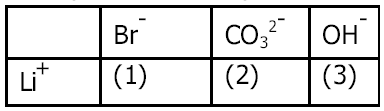 Br⁻ CO₃²⁻ OH⁻
Li⁺ (1) (2) (3)